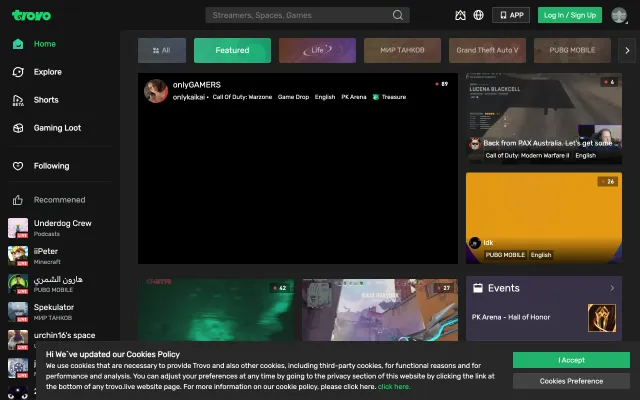 trovo
Streamers, Spaces, Games
APP
Log In / Sign Up
Home
Explore
Shorts
BETA
Gaming Loot
Following
Recommened
Underdog Crew
Podcasts
LIVE
iiPeter
Minecraft
LIVE
هارون الشمري
PUBG MOBILE
LIVE
Spekulator
МИР ТАНКОВ
LIVE
urchin16's space
LIVE
All
Featured
Life
МИР ТАНКОВ
Grand Theft Auto V
PUBG MOBILE
onlyGAMERS
89
onlykaikai • Call Of Duty: Warzone Game Drop English PK Arena Treasure
LUCENA BLACKCELL
4
Back from PAX Australia. Let's get some ...
Call of Duty: Modern Warfare II English
26
Idk
PUBG MOBILE English
42
27
Events
PK Arena - Hall of Honor
Hi We`ve updated our Cookies Policy
We use cookies that are necessary to provide Trovo and also other cookies, including third-party cookies, for functional reasons and for
performance and analysis. You can adjust your preferences at any time by going to the privacy section of this website by clicking the link at
the bottom of any trovo.live website page. For more information on our cookie policy, please click here. click here.
I Accept
Cookies Preference